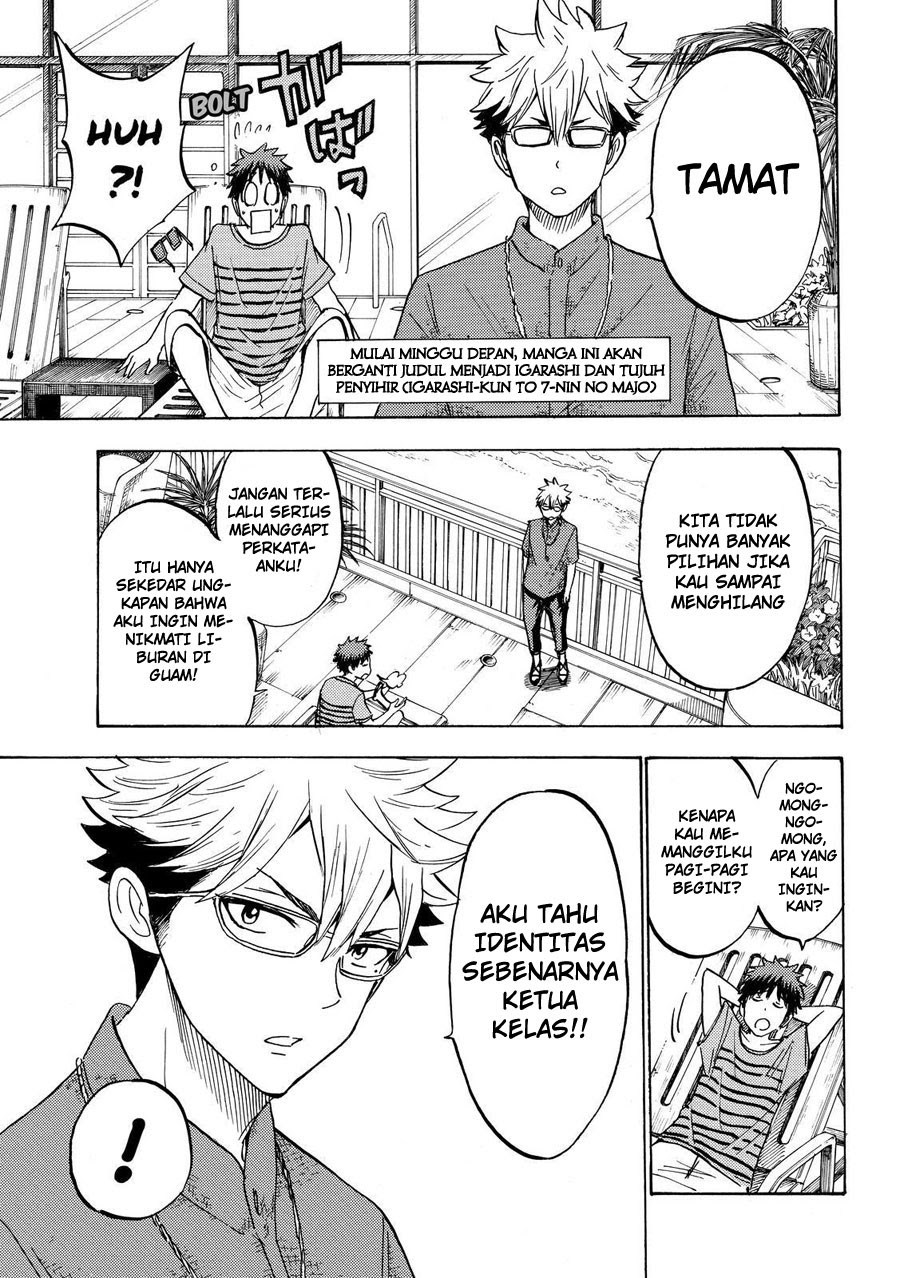 TAMAT
ガ
ばっ
BOLT
HUH
?!
MULAI MINGGU DEPAN, MANGA INI AKAN
BERGANTI JUDUL MENJADI IGARASHI DAN TUJUH
PENYIHIR (IGARASHI-KUN TO 7-NIN NO MAJO)
KITA TIDAK
PUNYA BANYAK
PILIHAN JIKA
KAU SAMPAI
MENGHILANG
JANGAN TER-
LALU SERIUS
MENANGGAPI
PERKATA-
ANKU!
ITU HANYA
SEKEDAR UNG-
KAPAN BAHWA
AKU INGIN ME-
NIKMATI LI-
BURAN DI
GUAM!
NGO-
MONG-
NGO-
MONG,
APA YANG
KAU
INGIN-
KAN?
KENAPA
KAU ME-
MANGGILKU
PAGI-PAGI
BEGINI?
AKU TAHU
IDENTITAS
SEBENARNYA
KETUA
KELAS!!
!